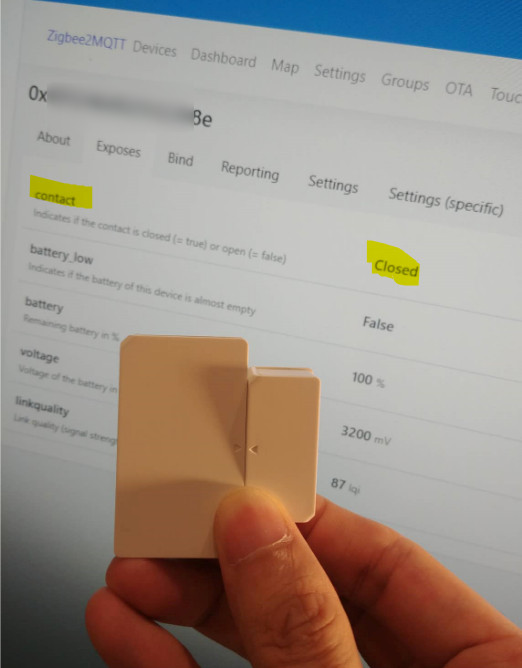 Zigbee2MQTT Devices Dashboard Map Settings Groups OTA Touc
0x 8e
About Exposes Bind Reporting Settings Settings (specific)
contact
Indicates if the contact is closed (= true) or open (= false)
Closed
battery_low
Indicates if the battery of this device is almost empty
False
battery
Remaining battery in %
100 %
voltage
Voltage of the battery in
3200 mV
linkquality
Link quality (signal streng
87 lqi